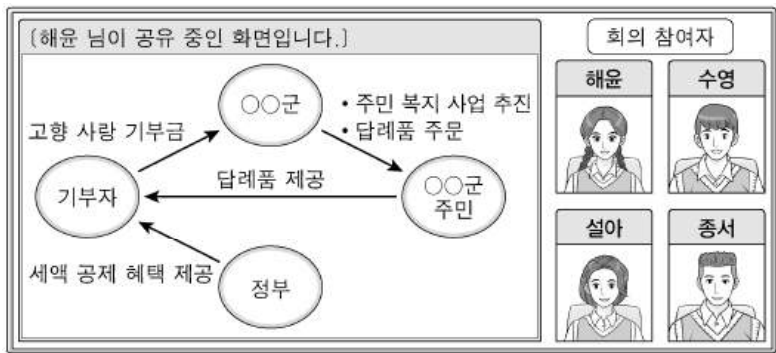 (해윤 님이 공유 중인 화면입니다.)
회의 참여자
해윤
수영
설아
종서
○○군
• 주민 복지 사업 추진
• 답례품 주문
고향 사랑 기부금
답례품 제공
기부자
○○군
주민
세액 공제 혜택 제공
정부